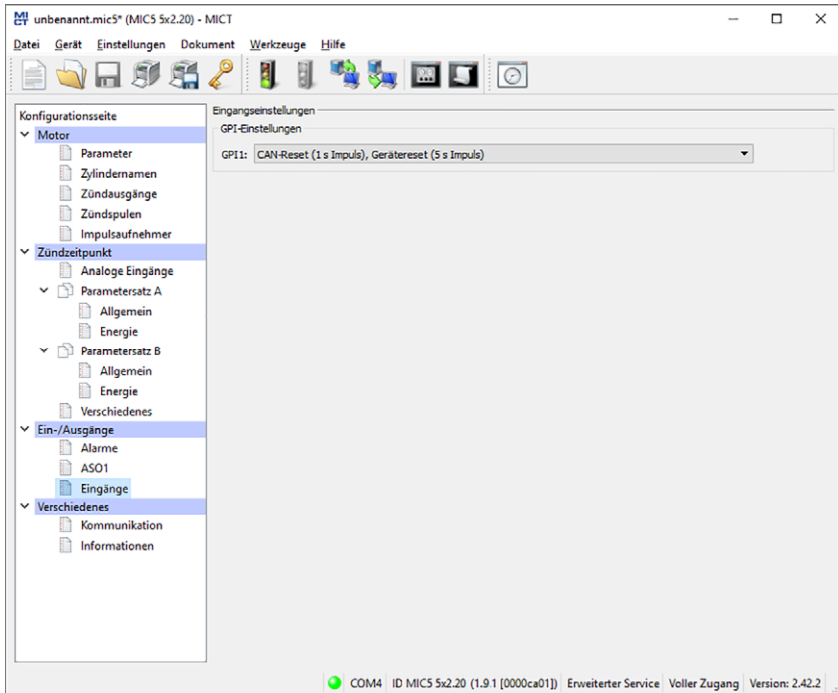 MICT unbenannt.mic5* (MIC5 5x2.20) - MICT
Datei Gerät Einstellungen Dokument Werkzeuge Hilfe
Konfigurationsseite
Motor
Parameter
Zylindernamen
Zündausgänge
Zündspulen
Impulsaufnehmer
Zündzeitpunkt
Analoge Eingänge
Parametersatz A
Allgemein
Energie
Parametersatz B
Allgemein
Energie
Verschiedenes
Ein-/Ausgänge
Alarme
ASO1
Eingänge
Verschiedenes
Kommunikation
Informationen
Eingangseinstellungen
GPI-Einstellungen
GPI1: CAN-Reset (1 s Impuls), Gerätereset (5 s Impuls)
COM4 ID MIC5 5x2.20 (1.9.1 [0000ca01]) Erweiterter Service Voller Zugang Version: 2.42.2